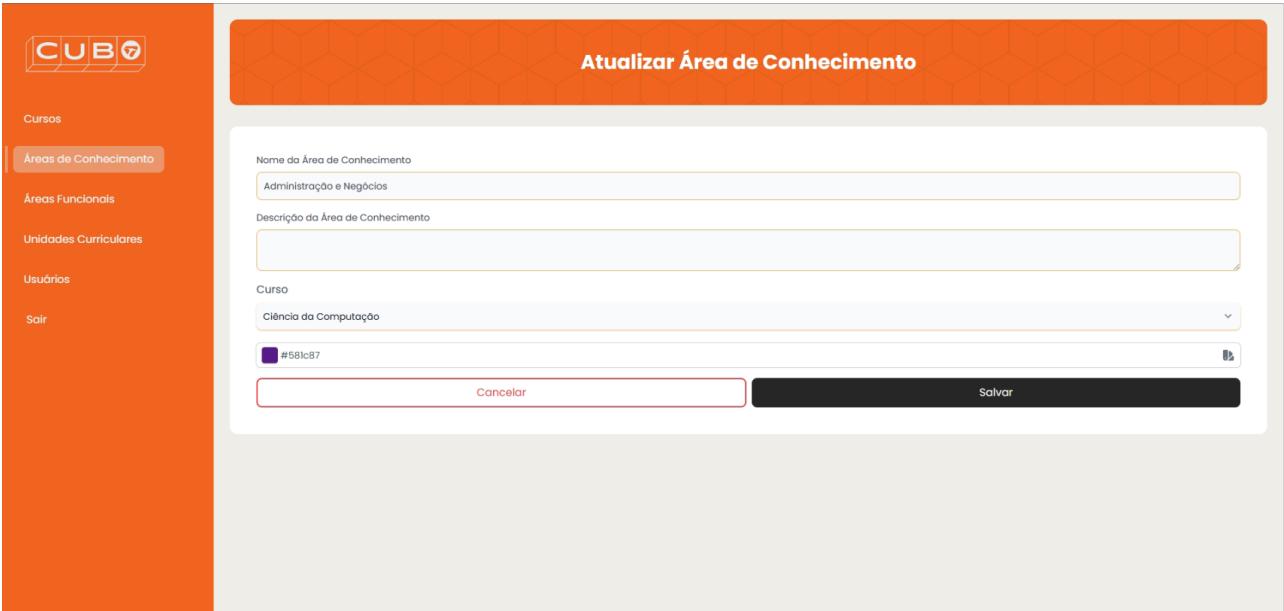 CUBO
Atualizar Área de Conhecimento
Cursos
Áreas de Conhecimento
Áreas Funcionais
Unidades Curriculares
Usuários
Sair
Nome da Área de Conhecimento
Administração e Negócios
Descrição da Área de Conhecimento
Curso
Ciência da Computação
#581c87
Cancelar
Salvar